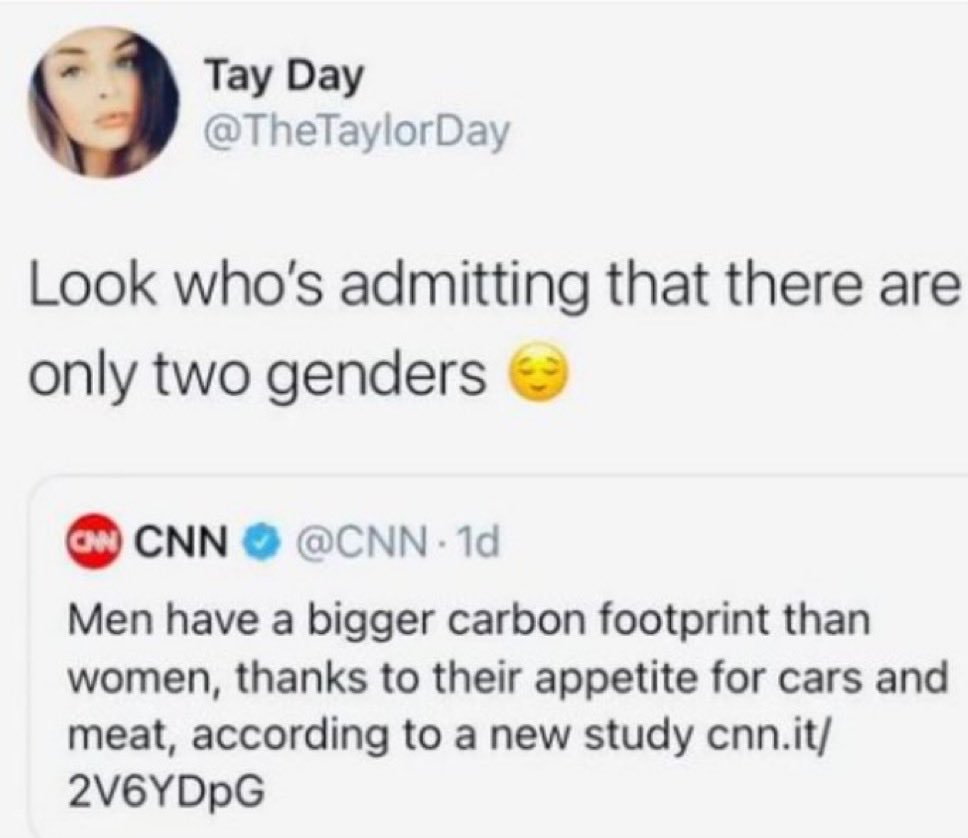 Tay Day
@TheTaylorDay
Look who's admitting that there are
only two genders 😌
CNN CNN @CNN · 1d
Men have a bigger carbon footprint than
women, thanks to their appetite for cars and
meat, according to a new study cnn.it/
2V6YDpG